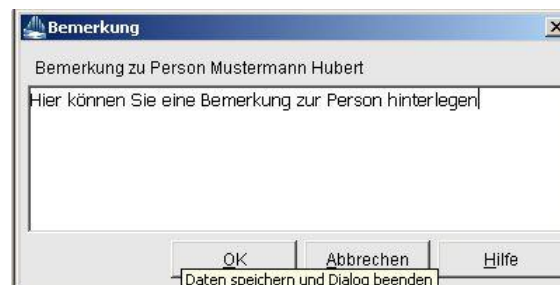 Bemerkung
Bemerkung zu Person Mustermann Hubert
Hier können Sie eine Bemerkung zur Person hinterlegen
OK Abbrechen Hilfe
Daten speichern und Dialog beenden